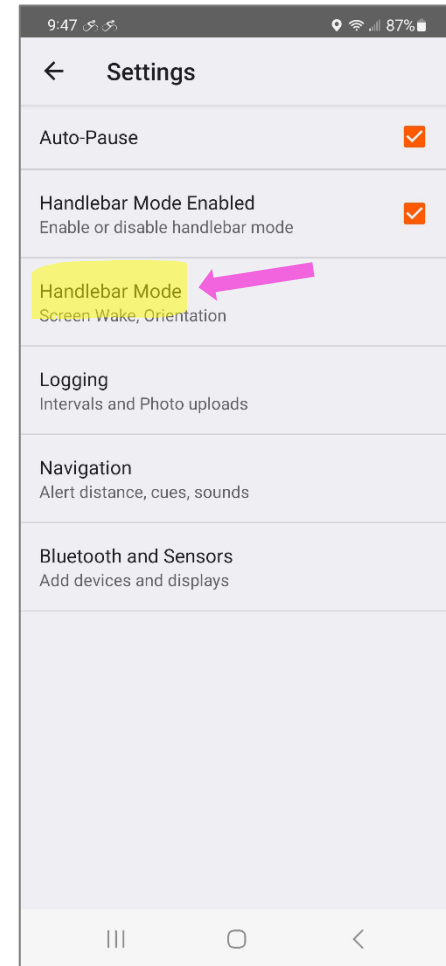 9:47 87%
Settings
Auto-Pause
Handlebar Mode Enabled
Enable or disable handlebar mode
Handlebar Mode
Screen Wake, Orientation
Logging
Intervals and Photo uploads
Navigation
Alert distance, cues, sounds
Bluetooth and Sensors
Add devices and displays